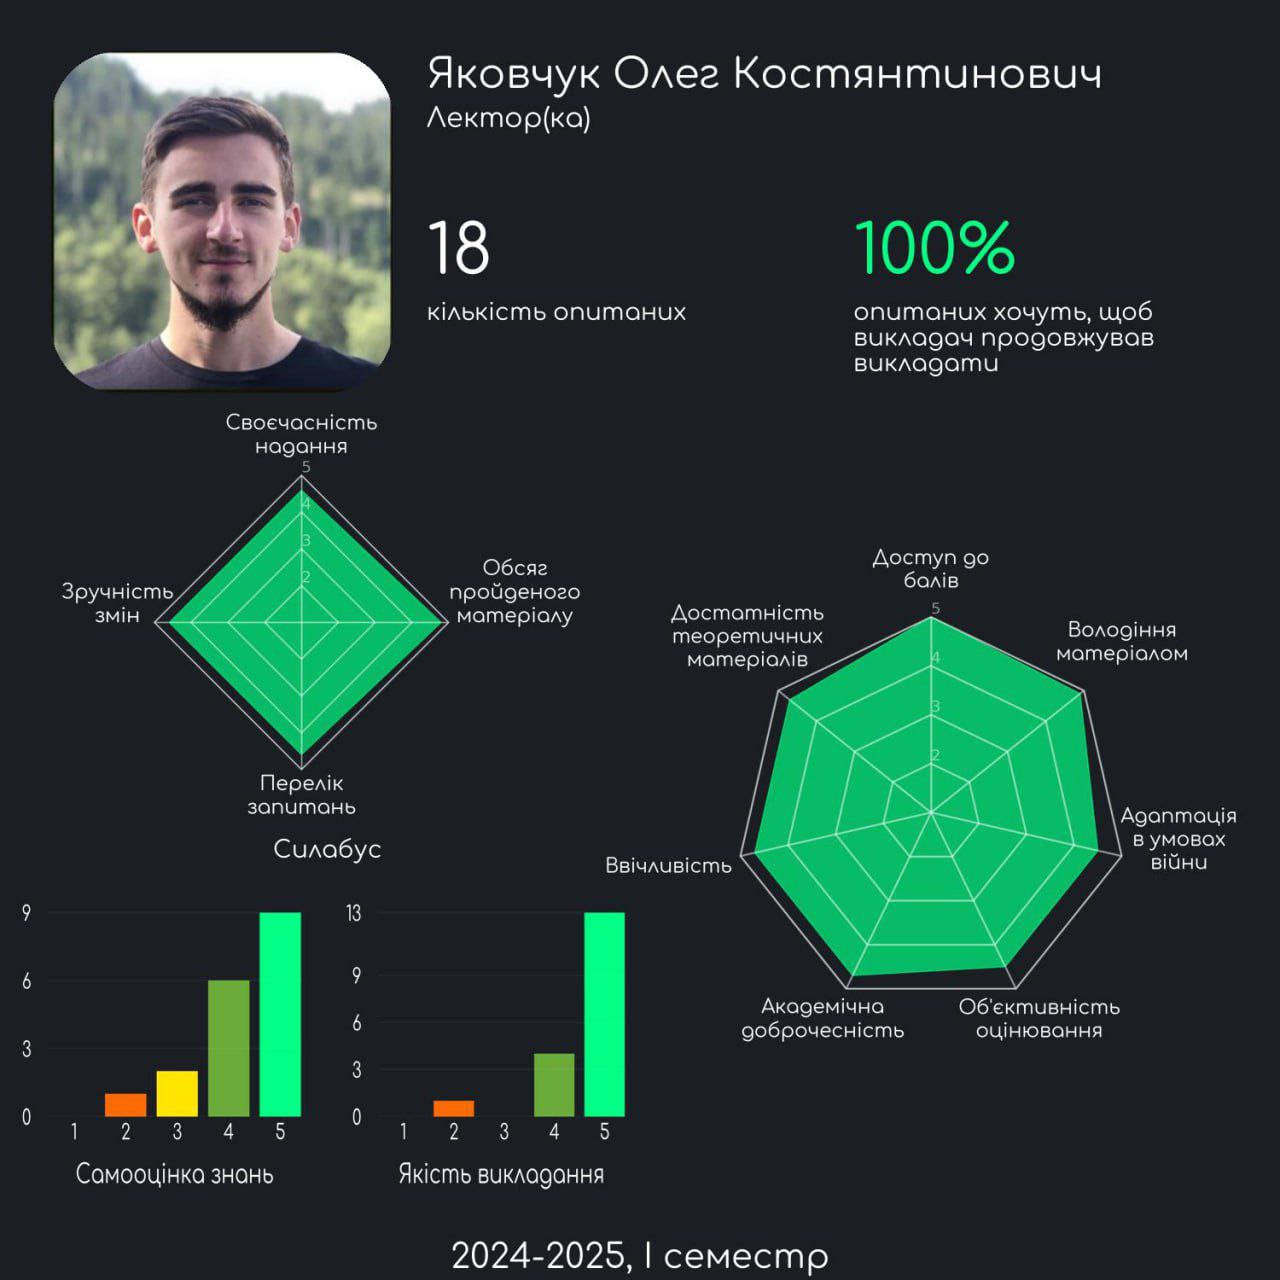 Яковчук Олег Костянтинович
Лектор(ка)
18
кількість опитаних
100%
опитаних хочуть, щоб
викладач продовжував
викладати
Своєчасність
надання
5
4
3
2
Зручність
змін
Обсяг
пройденого
матеріалу
Перелік
запитань
Силабус
Доступ до
балів
5
4
3
2
Достатність
теоретичних
матеріалів
Володіння
матеріалом
Адаптація
в умовах
війни
Ввічливість
Академічна
доброчесність
Об'єктивність
оцінювання
9
6
3
0
1 2 3 4 5
Самооцінка знань
13
9
6
3
0
1 2 3 4 5
Якість викладання
2024-2025, I семестр